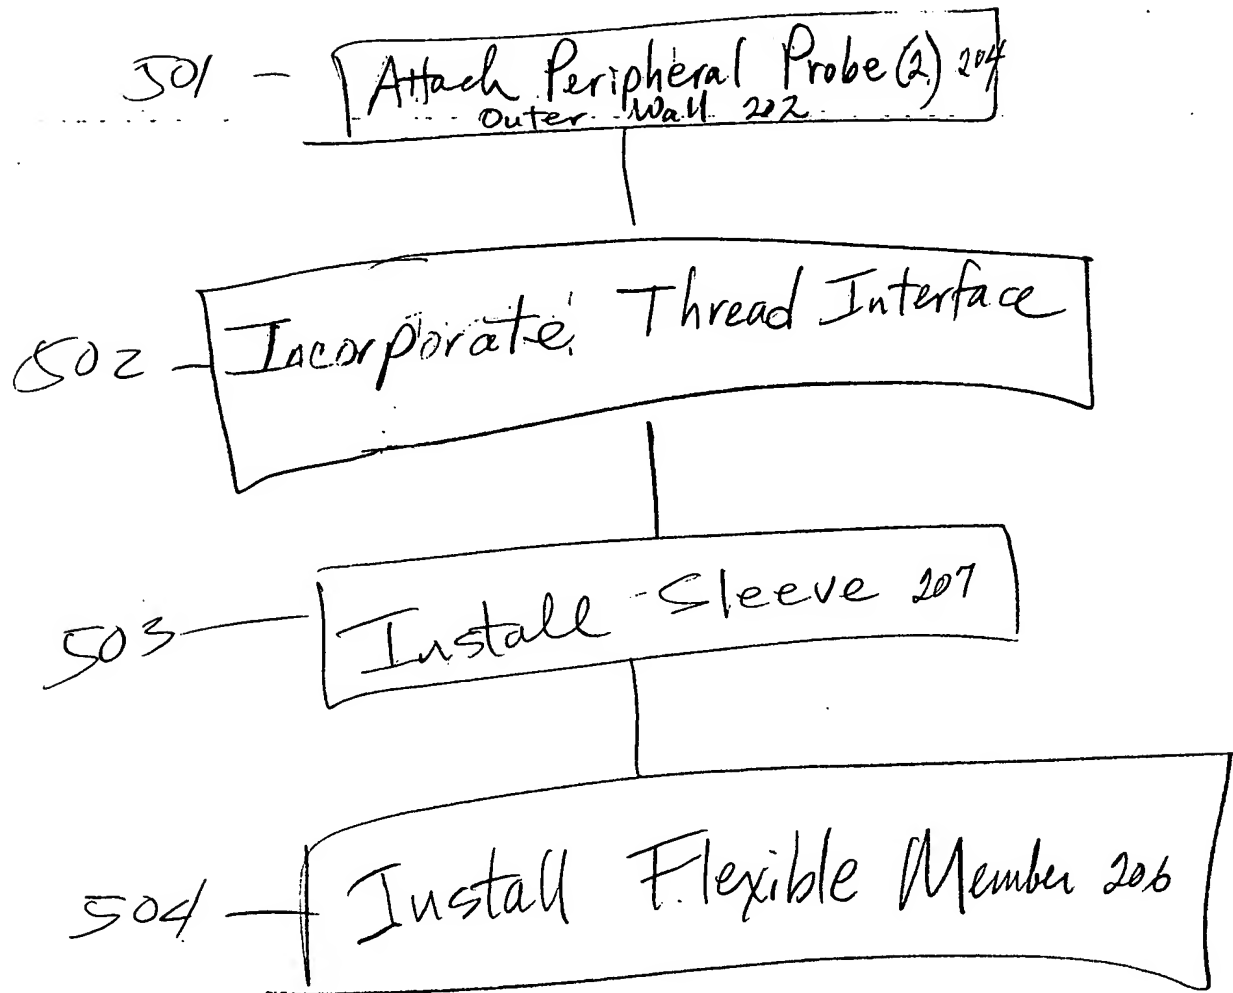 501 - Attach Peripheral Probe(2) 204
Outer Wall 202
502 Incorporate Thread Interface
503 Install Sleeve 207
504 Install Flexible Member 206